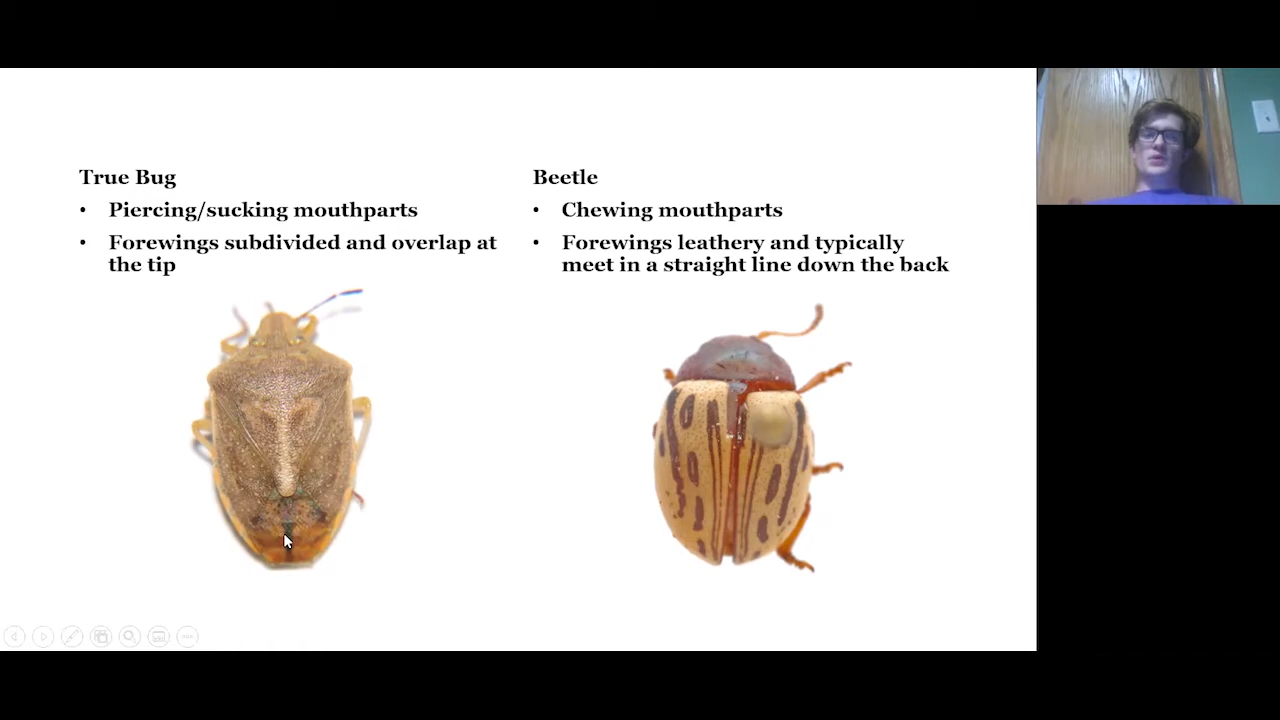 True Bug
• Piercing/sucking mouthparts
• Forewings subdivided and overlap at
the tip
Beetle
• Chewing mouthparts
• Forewings leathery and typically
meet in a straight line down the back